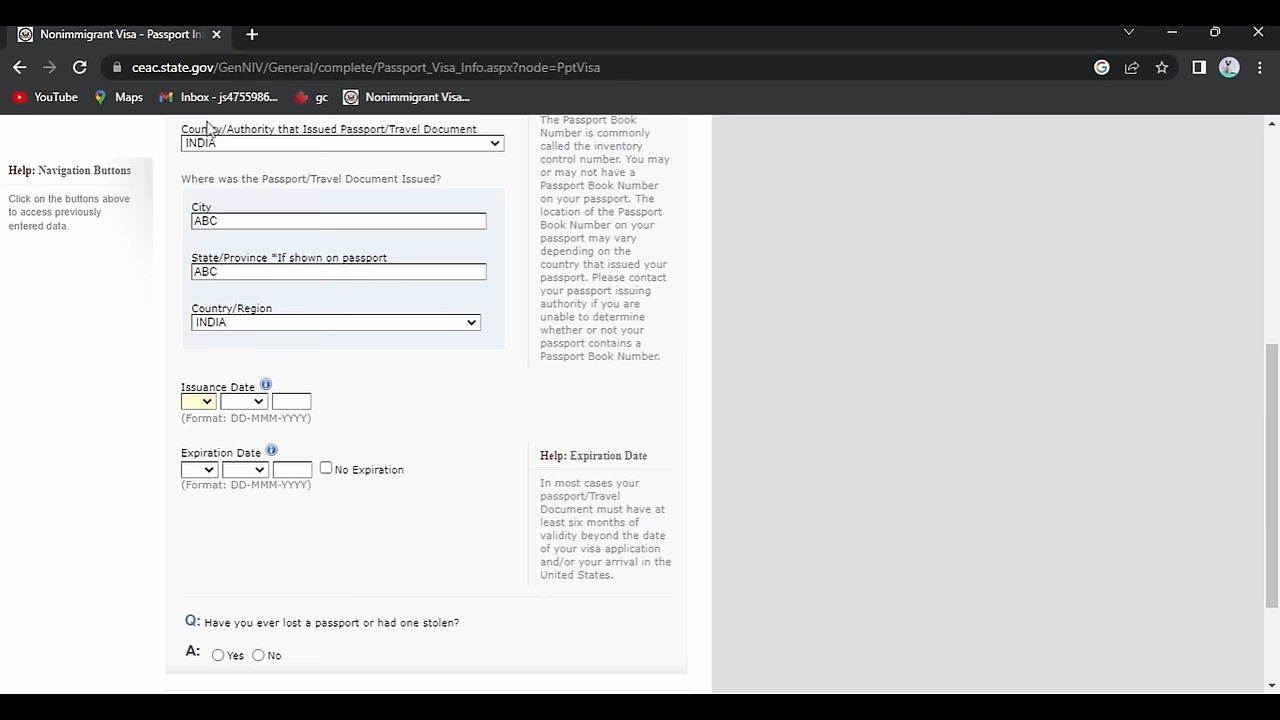 Nonimmigrant Visa - Passport In
ceac.state.gov/GenNIV/General/complete/Passport_Visa_Info.aspx?node=PptVisa
YouTube
Maps
Inbox - js4755986...
gc
Nonimmigrant Visa...
Help: Navigation Buttons
Click on the buttons above
to access previously
entered data.
Country/Authority that Issued Passport/Travel Document
INDIA
Where was the Passport/Travel Document Issued?
City
ABC
State/Province *If shown on passport
ABC
Country/Region
INDIA
Issuance Date
(Format: DD-MMM-YYYY)
Expiration Date
No Expiration
(Format: DD-MMM-YYYY)
The Passport Book
Number is commonly
called the inventory
control number. You may
or may not have a
Passport Book Number
on your passport. The
location of the Passport
Book Number on your
passport may vary
depending on the
country that issued your
passport. Please contact
your passport issuing
authority if you are
unable to determine
whether or not your
passport contains a
Passport Book Number.
Help: Expiration Date
In most cases your
passport/Travel
Document must have at
least six months of
validity beyond the date
of your visa application
and/or your arrival in the
United States.
Q: Have you ever lost a passport or had one stolen?
A: Yes No